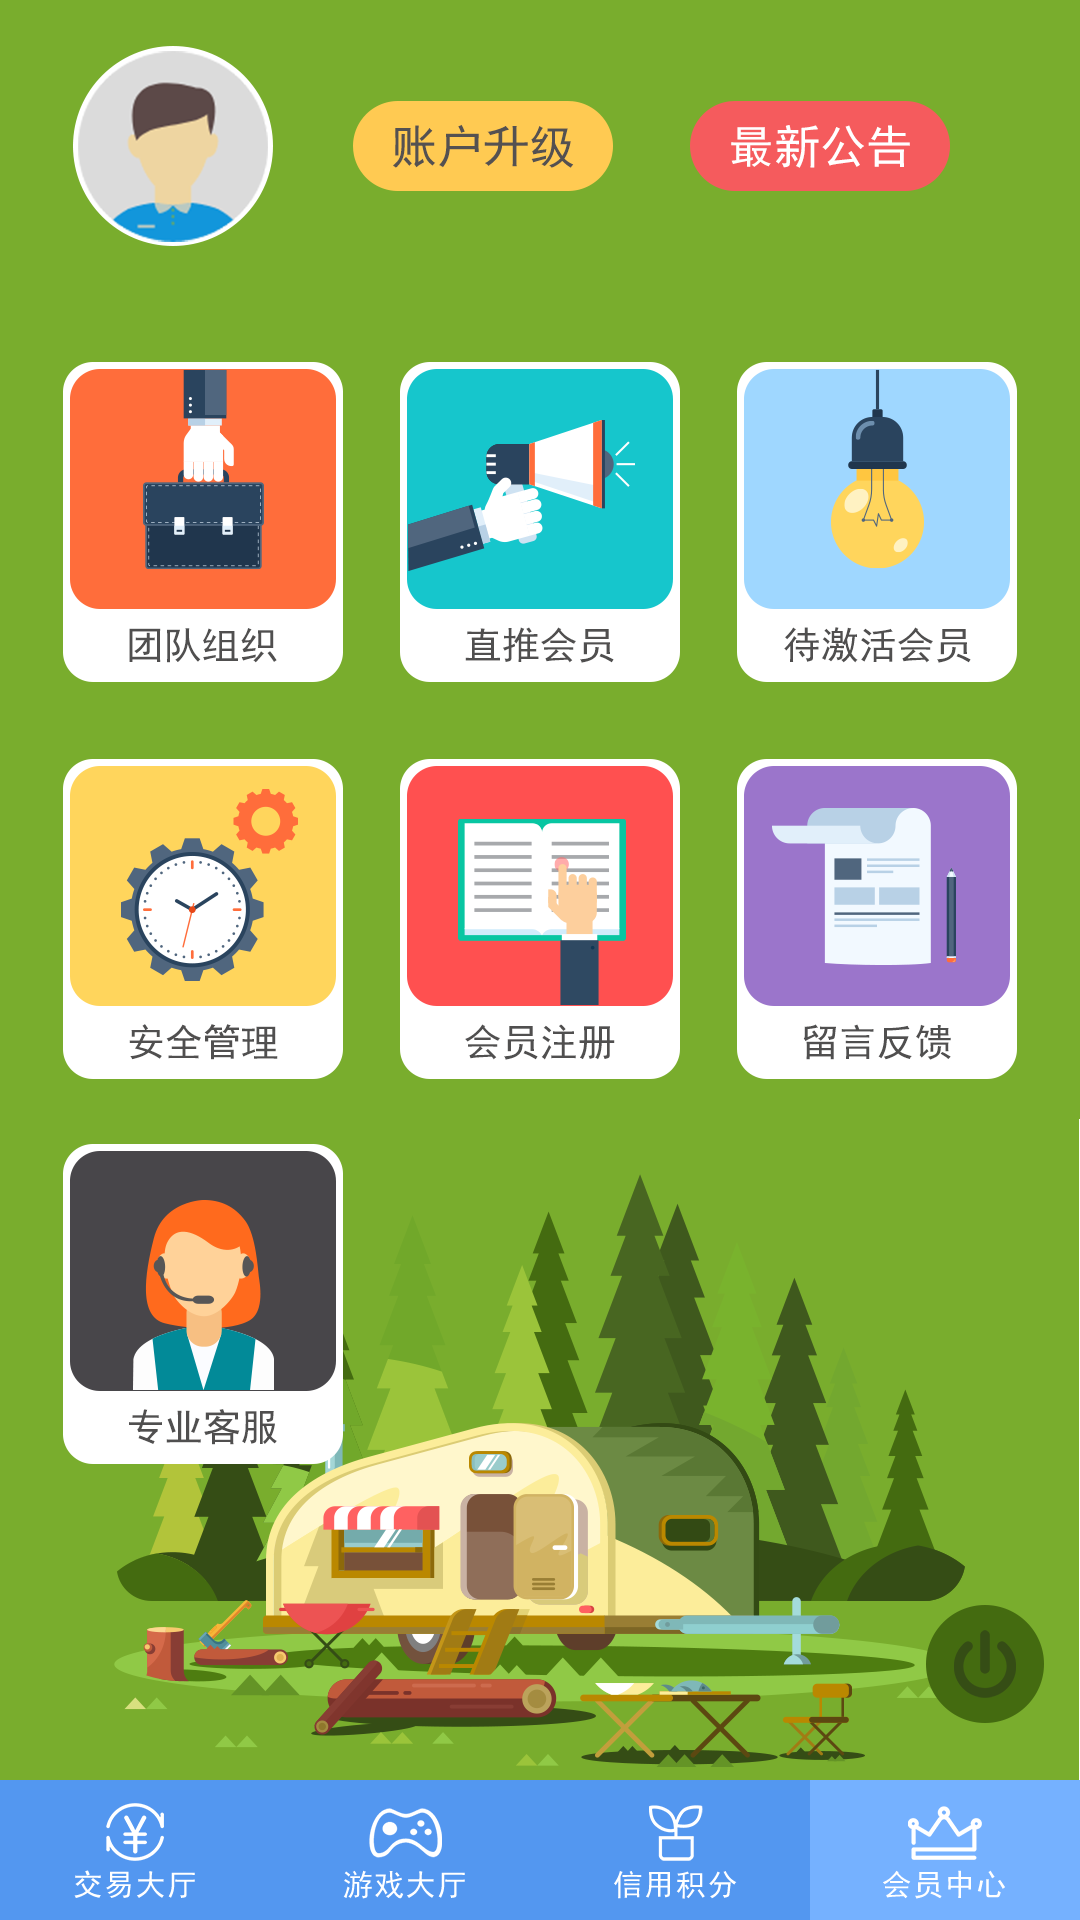 账户升级
最新公告
团队组织
直推会员
待激活会员
安全管理
会员注册
留言反馈
专业客服
交易大厅
游戏大厅
信用积分
会员中心